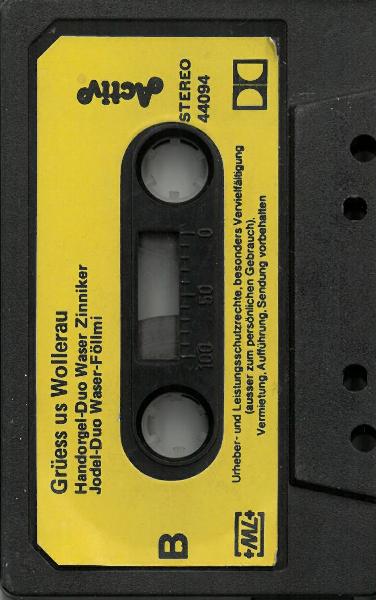 Grüess us Wollerau
Handorgel-Duo Waser Zinniker
Jodel-Duo Waser-Föllmi
Activ
STEREO
44094
B
0
50
100
Urheber- und Leistungsschutzrechte, besonders Vervielfältigung
(ausser zum persönlichen Gebrauch).
Vermietung, Aufführung, Sendung vorbehalten